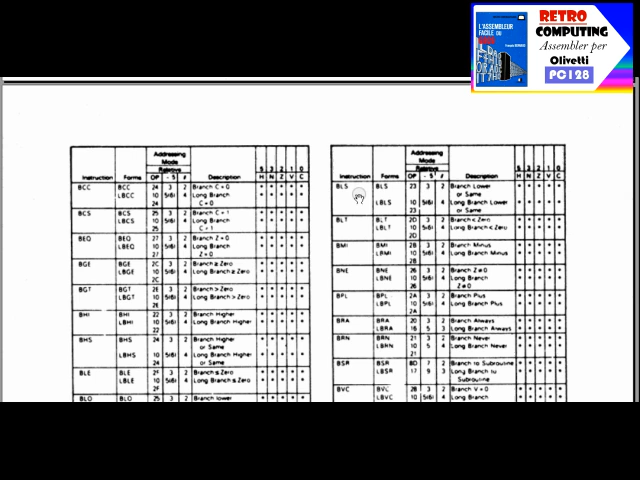 L'ASSEMBLEUR
FACILE DU
RETRO
COMPUTING
Assembler per
Olivetti
PC128
Addressing
Mode
Relative
5 3 2 1 0
Instruction Forms OP ~ 5 # Description H N Z V C
BCC BCC 24 3 2 Branch C = 0 • • • • •
LBCC 10 5(6) 4 Long Branch • • • • •
24 C = 0
BCS BCS 25 3 2 Branch C = 1 • • • • •
LBCS 10 5(6) 4 Long Branch • • • • •
25 C = 1
BEQ BEQ 27 3 2 Branch Z = 0 • • • • •
LBEQ 10 5(6) 4 Long Branch • • • • •
27 Z = 0
BGE BGE 2C 3 2 Branch ≥ Zero • • • • •
LBGE 10 5(6) 4 Long Branch ≥ Zero • • • • •
2C
BGT BGT 2E 3 2 Branch > Zero • • • • •
LBGT 10 5(6) 4 Long Branch > Zero • • • • •
2E
BHI BHI 22 3 2 Branch Higher • • • • •
LBHI 10 5(6) 4 Long Branch Higher • • • • •
22
BHS BHS 24 3 2 Branch Higher • • • • •
or Same
LBHS 10 5(6) 4 Long Branch Higher • • • • •
24 or Same
BLE BLE 2F 3 2 Branch ≤ Zero • • • • •
LBLE 10 5(6) 4 Long Branch ≤ Zero • • • • •
2F
BLO BLO 25 3 2 Branch lower • • • • •
Addressing
Mode
Relative
5 3 2 1 0
Instruction Forms OP ~ 5 # Description H N Z V C
BLS BLS 23 3 2 Branch Lower • • • • •
or Same
LBLS 10 5(6) 4 Long Branch Lower • • • • •
23 or Same
BLT BLT 2D 3 2 Branch < Zero • • • • •
LBLT 10 5(6) 4 Long Branch < Zero • • • • •
2D
BMI BMI 2B 3 2 Branch Minus • • • • •
LBMI 10 5(6) 4 Long Branch Minus • • • • •
2B
BNE BNE 26 3 2 Branch Z ≠ 0 • • • • •
LBNE 10 5(6) 4 Long Branch • • • • •
26 Z ≠ 0
BPL BPL 2A 3 2 Branch Plus • • • • •
LBPL 10 5(6) 4 Long Branch Plus • • • • •
2A
BRA BRA 20 3 2 Branch Always • • • • •
LBRA 16 5 3 Long Branch Always • • • • •
BRN BRN 21 3 2 Branch Never • • • • •
LBRN 10 5 4 Long Branch Never • • • • •
21
BSR BSR 8D 7 2 Branch to Subroutine • • • • •
LBSR 17 9 3 Long Branch to • • • • •
Subroutine
BVC BVC 28 3 2 Branch V = 0 • • • • •
LBVC 10 5(6) 4 Long Branch • • • • •